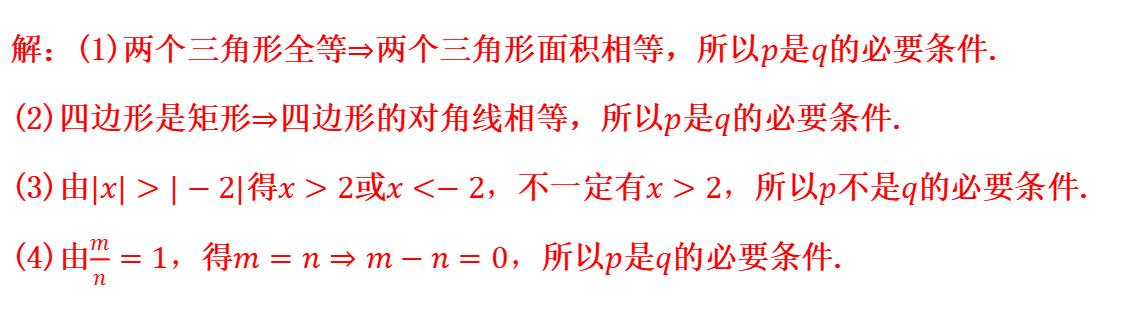 解：(1)两个三角形全等⇒两个三角形面积相等，所以p是q的必要条件.
(2)四边形是矩形⇒四边形的对角线相等，所以p是q的必要条件.
(3)由|x| > | − 2|得x > 2或x <− 2，不一定有x > 2，所以p不是q的必要条件.
(4)由m/n = 1，得m = n ⇒ m − n = 0，所以p是q的必要条件.